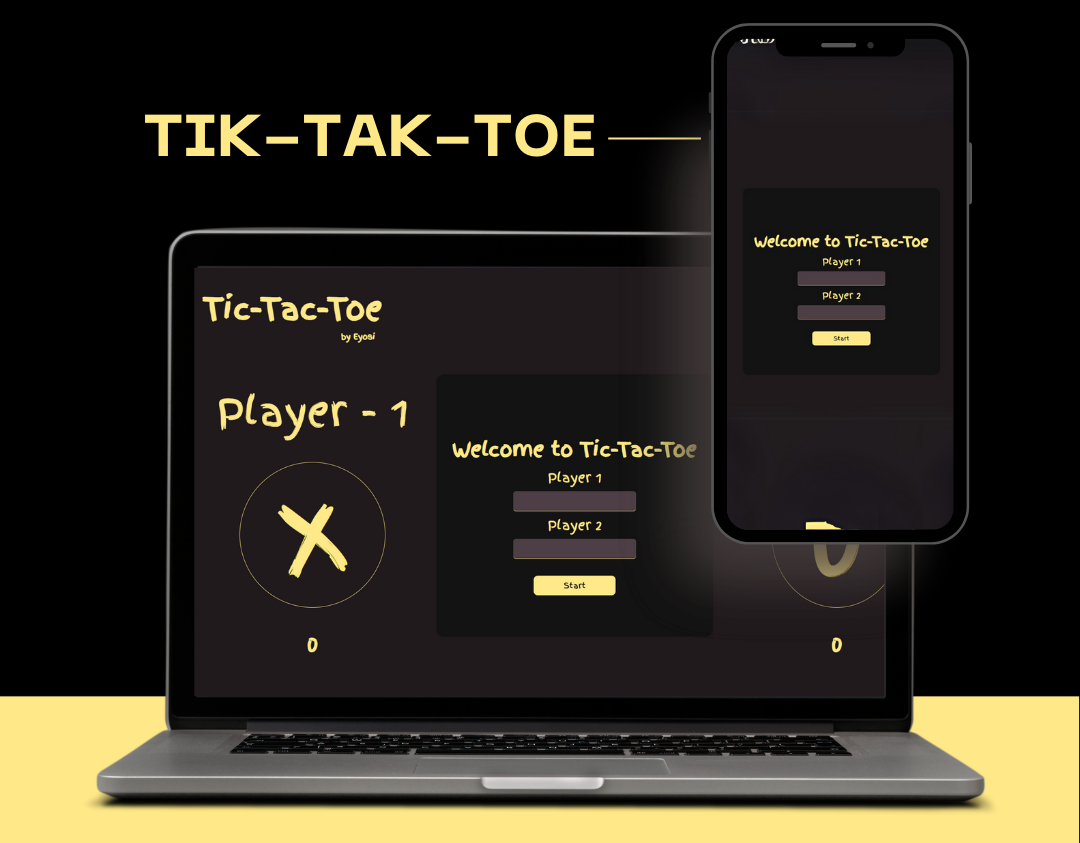 TIK-TAK-TOE
Tic-Tac-Toe
by Eyosi
Player - 1
X
0
Welcome to Tic-Tac-Toe
Player 1
Player 2
Start
0
Welcome to Tic-Tac-Toe
Player 1
Player 2
Start